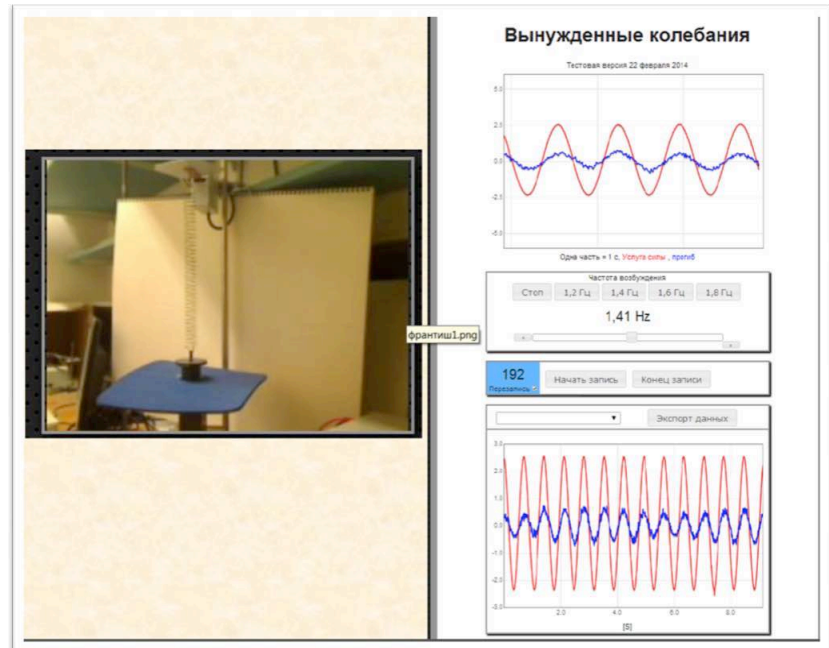 Вынужденные колебания
Тестовая версия 22 февраля 2014
5.0
2.0
0.0
-2.0
-5.0
Одна часть = 1 с, Услуга силы , прогиб
Частота возбуждения
Стоп 1,2 Гц 1,4 Гц 1,6 Гц 1,8 Гц
1,41 Hz
франтиш1.png
192
Перезапись
Начать запись Конец записи
Экспорт данных
3.0
2.0
1.0
0.0
-1.0
-2.0
-3.0
2.0 4.0 6.0 8.0
[S]